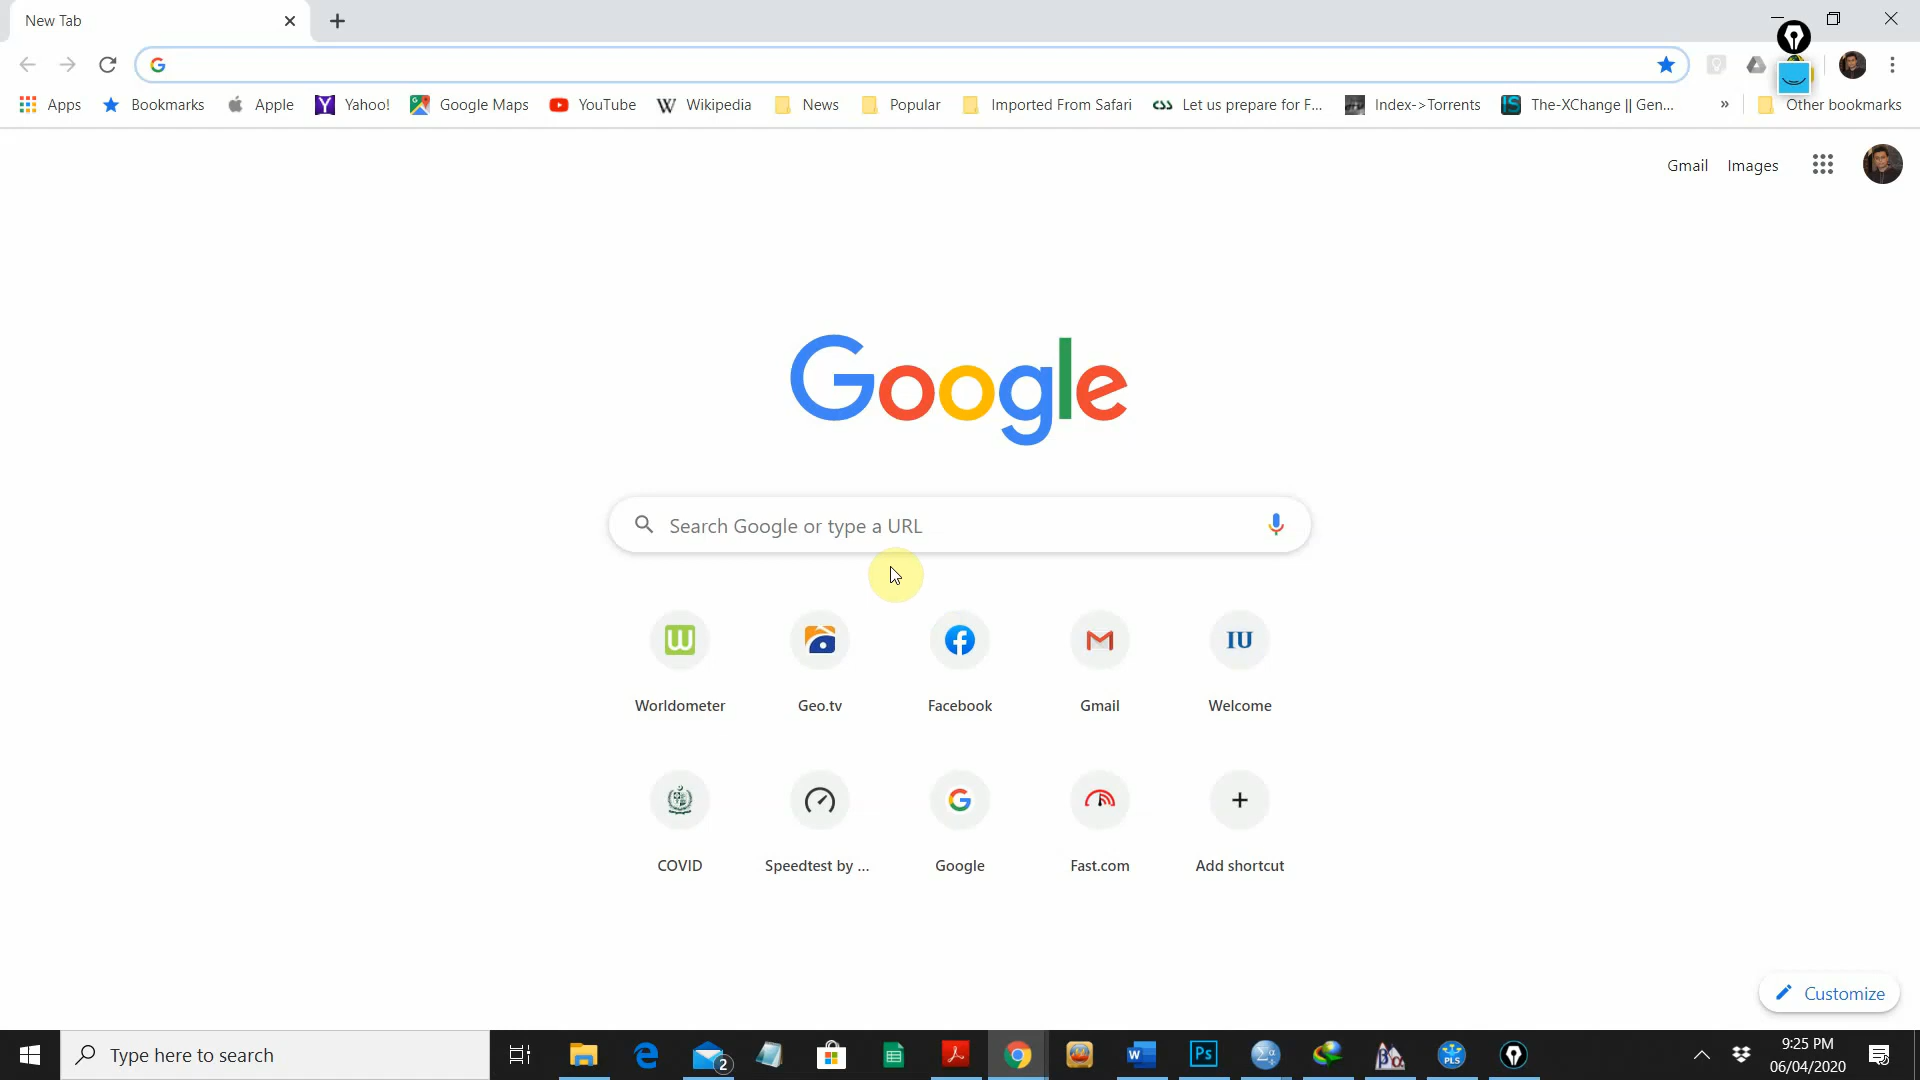 New Tab
Apps Bookmarks Apple Yahoo! Google Maps YouTube Wikipedia News Popular Imported From Safari Let us prepare for F... Index->Torrents The-XChange || Gen... » Other bookmarks
Gmail Images
Google
Search Google or type a URL
Worldometer Geo.tv Facebook Gmail Welcome
IU
COVID Speedtest by ... Google Fast.com Add shortcut
Customize
Type here to search
2
W
Ps
PLS
9:25 PM
06/04/2020